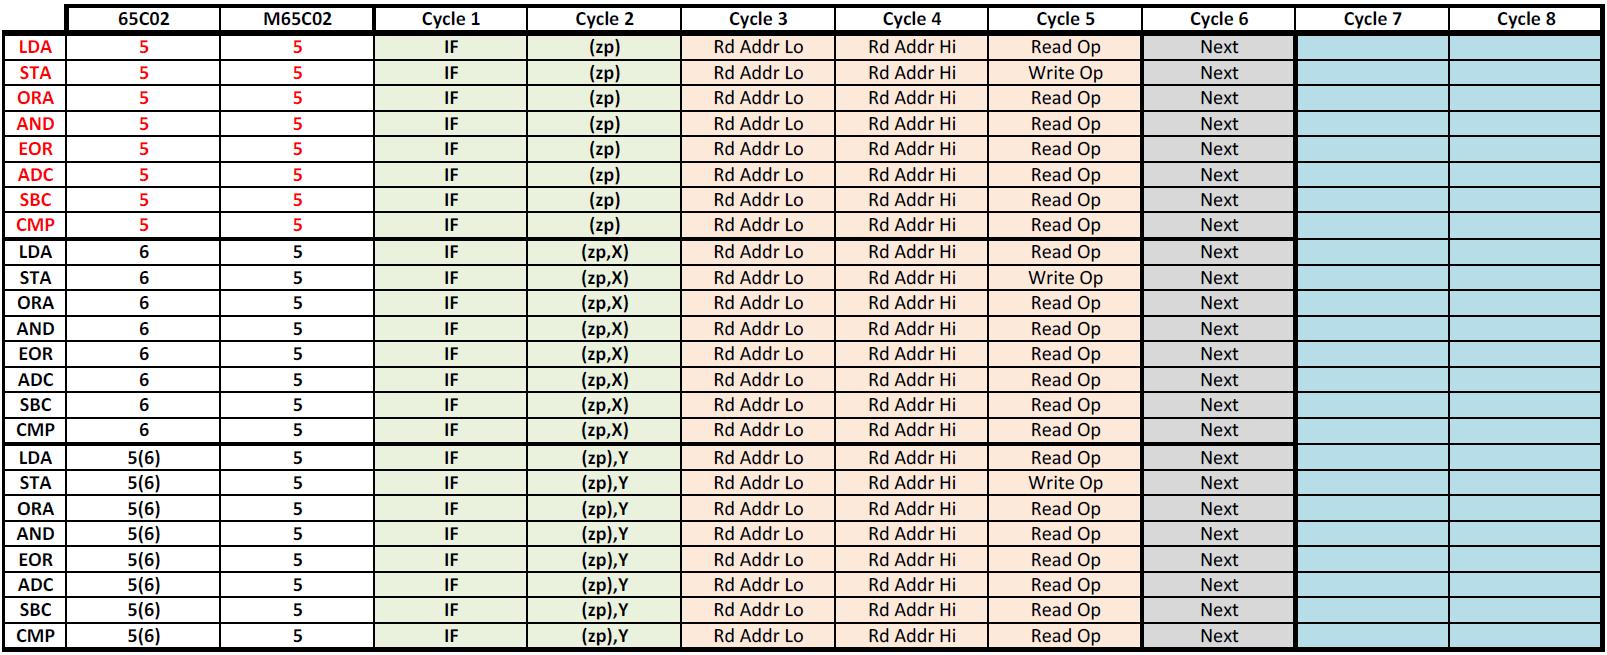 65C02 M65C02 Cycle 1 Cycle 2 Cycle 3 Cycle 4 Cycle 5 Cycle 6 Cycle 7 Cycle 8
LDA 5 5 IF (zp) Rd Addr Lo Rd Addr Hi Read Op Next
STA 5 5 IF (zp) Rd Addr Lo Rd Addr Hi Write Op Next
ORA 5 5 IF (zp) Rd Addr Lo Rd Addr Hi Read Op Next
AND 5 5 IF (zp) Rd Addr Lo Rd Addr Hi Read Op Next
EOR 5 5 IF (zp) Rd Addr Lo Rd Addr Hi Read Op Next
ADC 5 5 IF (zp) Rd Addr Lo Rd Addr Hi Read Op Next
SBC 5 5 IF (zp) Rd Addr Lo Rd Addr Hi Read Op Next
CMP 5 5 IF (zp) Rd Addr Lo Rd Addr Hi Read Op Next
LDA 6 5 IF (zp,X) Rd Addr Lo Rd Addr Hi Read Op Next
STA 6 5 IF (zp,X) Rd Addr Lo Rd Addr Hi Write Op Next
ORA 6 5 IF (zp,X) Rd Addr Lo Rd Addr Hi Read Op Next
AND 6 5 IF (zp,X) Rd Addr Lo Rd Addr Hi Read Op Next
EOR 6 5 IF (zp,X) Rd Addr Lo Rd Addr Hi Read Op Next
ADC 6 5 IF (zp,X) Rd Addr Lo Rd Addr Hi Read Op Next
SBC 6 5 IF (zp,X) Rd Addr Lo Rd Addr Hi Read Op Next
CMP 6 5 IF (zp,X) Rd Addr Lo Rd Addr Hi Read Op Next
LDA 5(6) 5 IF (zp),Y Rd Addr Lo Rd Addr Hi Read Op Next
STA 5(6) 5 IF (zp),Y Rd Addr Lo Rd Addr Hi Write Op Next
ORA 5(6) 5 IF (zp),Y Rd Addr Lo Rd Addr Hi Read Op Next
AND 5(6) 5 IF (zp),Y Rd Addr Lo Rd Addr Hi Read Op Next
EOR 5(6) 5 IF (zp),Y Rd Addr Lo Rd Addr Hi Read Op Next
ADC 5(6) 5 IF (zp),Y Rd Addr Lo Rd Addr Hi Read Op Next
SBC 5(6) 5 IF (zp),Y Rd Addr Lo Rd Addr Hi Read Op Next
CMP 5(6) 5 IF (zp),Y Rd Addr Lo Rd Addr Hi Read Op Next